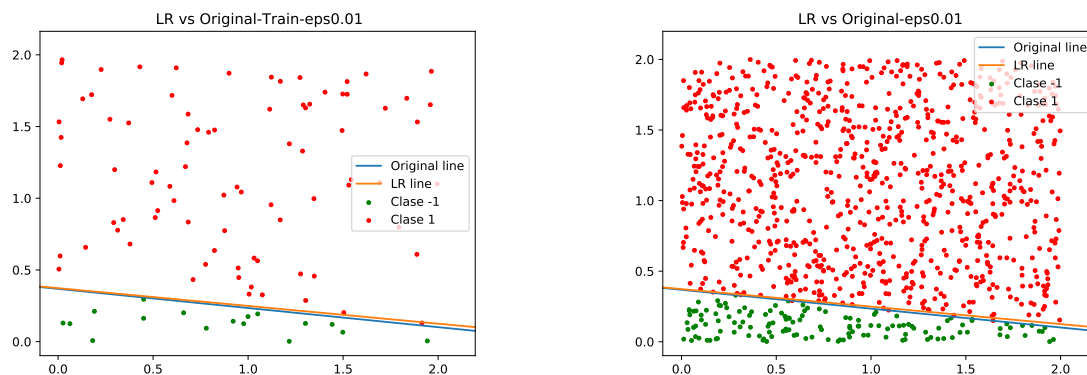 LR vs Original-Train-eps0.01
2.0
1.5
1.0
0.5
0.0
0.0 0.5 1.0 1.5 2.0
Original line
LR line
Clase -1
Clase 1
LR vs Original-eps0.01
2.0
1.5
1.0
0.5
0.0
0.0 0.5 1.0 1.5 2.0
Original line
LR line
Clase -1
Clase 1